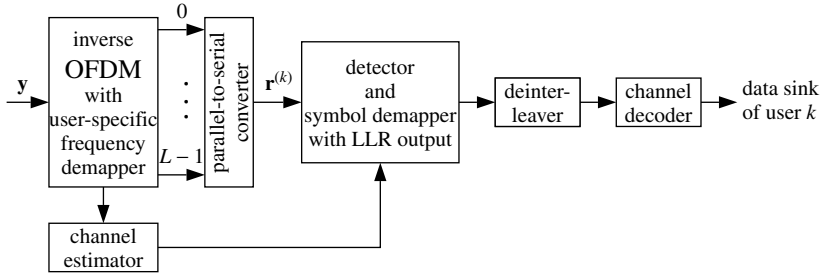 y
inverse
OFDM
with
user-specific
frequency
demapper
0
L – 1
parallel-to-serial
converter
r(k)
detector
and
symbol demapper
with LLR output
deinter-
leaver
channel
decoder
data sink
of user k
channel
estimator